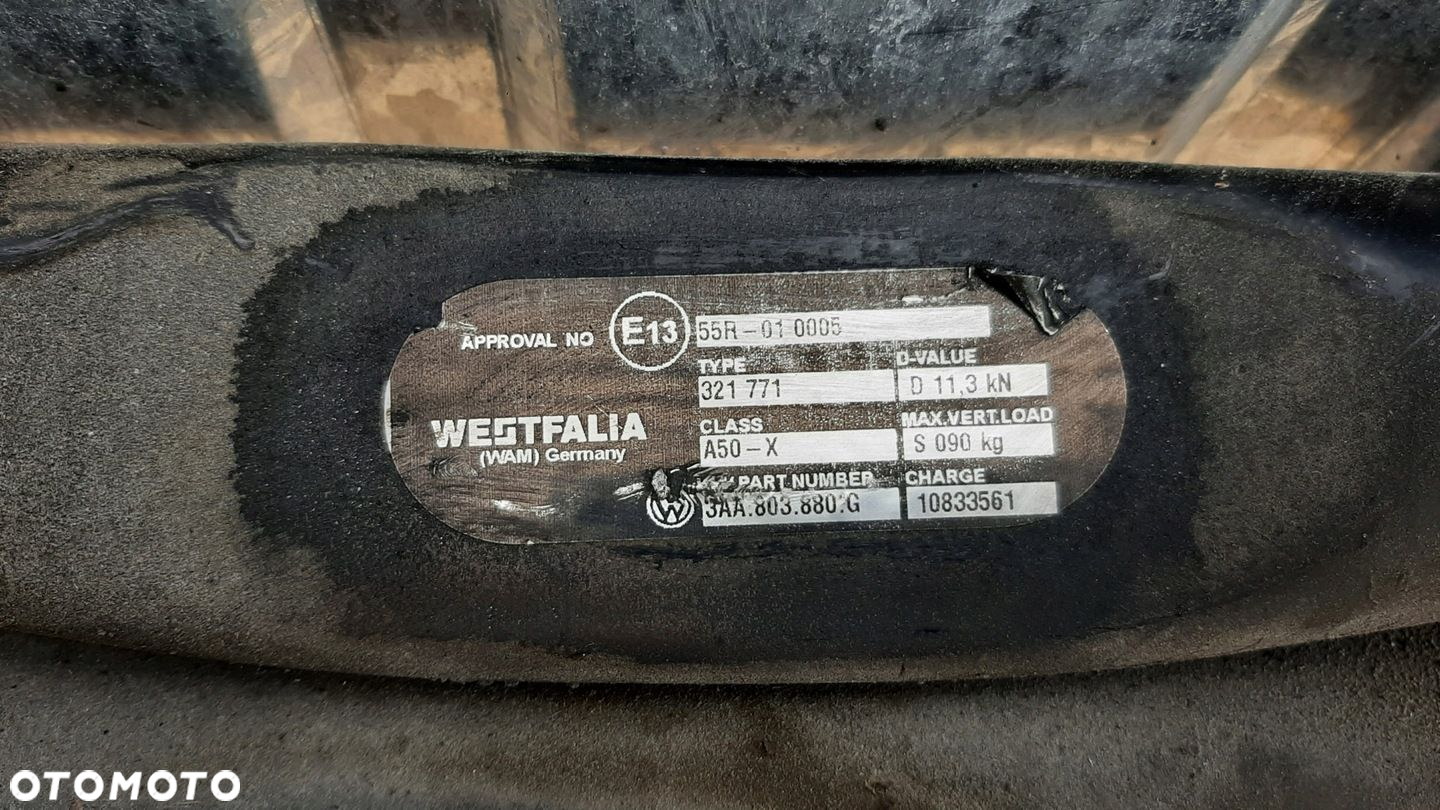 APPROVAL NO E13 55R-01 0005
TYPE D-VALUE
321 771 D 11,3 kN
WESTFALIA
(WAM) Germany
CLASS MAX.VERT.LOAD
A50-X S 090 kg
PART NUMBER CHARGE
3AA.803.880.G 10833561
OTOMOTO